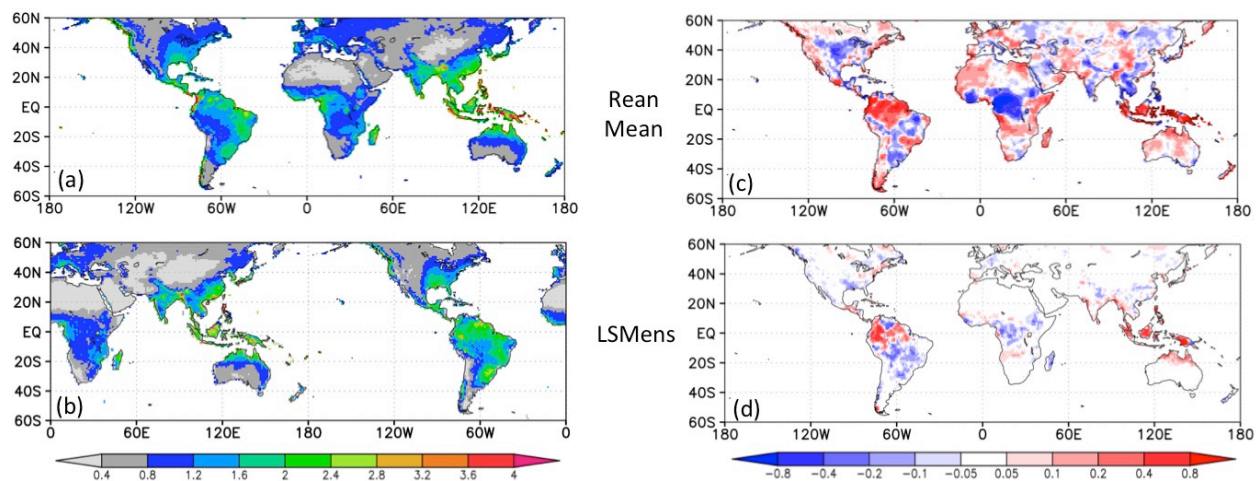 60N
40N
20N
EQ
20S
40S
60S
(a)
180 120W 60W 0 60E 120E 180
Rean
Mean
60N
40N
20N
EQ
20S
40S
60S
(c)
180 120W 60W 0 60E 120E 180
60N
40N
20N
EQ
20S
40S
60S
(b)
0 60E 120E 180 120W 60W 0
LSMens
60N
40N
20N
EQ
20S
40S
60S
(d)
180 120W 60W 0 60E 120E 180
0.4 0.8 1.2 1.6 2 2.4 2.8 3.2 3.6 4
-0.8 -0.4 -0.2 -0.1 -0.05 0.05 0.1 0.2 0.4 0.8